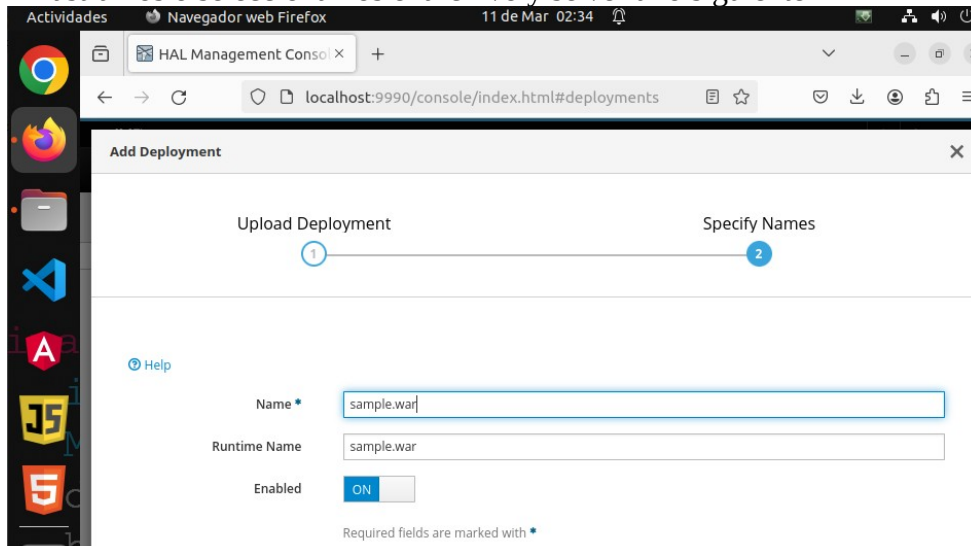 Actividades Navegador web Firefox 11 de Mar 02:34
HAL Management Consol
localhost:9990/console/index.html#deployments
Add Deployment
Upload Deployment Specify Names
1 2
Help
Name *
sample.war
Runtime Name sample.war
Enabled ON
Required fields are marked with *